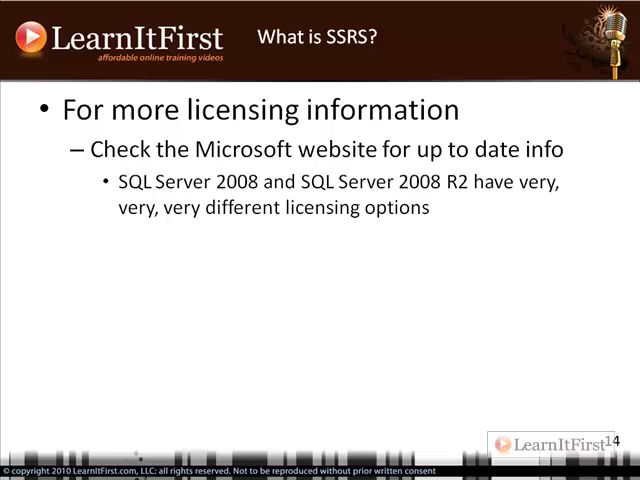 LearnItFirst
affordable online training videos
What is SSRS?
• For more licensing information
– Check the Microsoft website for up to date info
• SQL Server 2008 and SQL Server 2008 R2 have very,
very, very different licensing options
LearnItFirst
14
© copyright 2010 LearnItFirst.com, LLC: all rights reserved. Not to be reproduced without prior written consent